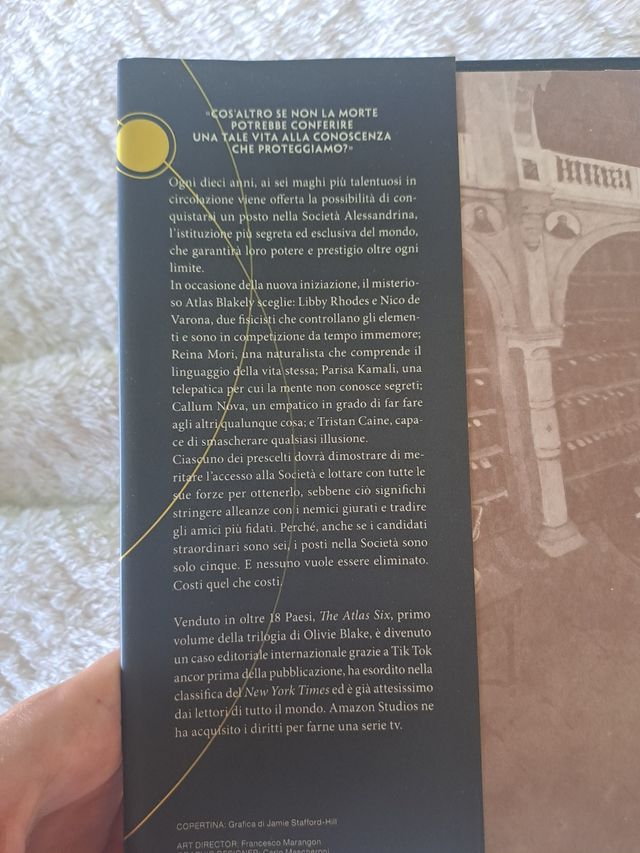 «COS'ALTRO SE NON LA MORTE
POTREBBE CONFERIRE
UNA TALE VITA ALLA CONOSCENZA
CHE PROTEGGIAMO?»
Ogni dieci anni, ai sei maghi più talentuosi in
circolazione viene offerta la possibilità di con-
quistarsi un posto nella Società Alessandrina,
l'istituzione più segreta ed esclusiva del mondo,
che garantirà loro potere e prestigio oltre ogni
limite.
In occasione della nuova iniziazione, il misterio-
so Atlas Blakely sceglie: Libby Rhodes e Nico de
Varona, due fisicisti che controllano gli elemen-
ti e sono in competizione da tempo immemore;
Reina Mori, una naturalista che comprende il
linguaggio della vita stessa; Parisa Kamali, una
telepatica per cui la mente non conosce segreti;
Callum Nova, un empatico in grado di far fare
agli altri qualunque cosa; e Tristan Caine, capa-
ce di smascherare qualsiasi illusione.
Ciascuno dei prescelti dovrà dimostrare di me-
ritare l'accesso alla Società e lottare con tutte le
sue forze per ottenerlo, sebbene ciò significhi
stringere alleanze con i nemici giurati e tradire
gli amici più fidati. Perché, anche se i candidati
straordinari sono sei, i posti nella Società sono
solo cinque. E nessuno vuole essere eliminato.
Costi quel che costi.
Venduto in oltre 18 Paesi, The Atlas Six, primo
volume della trilogia di Olivie Blake, è divenuto
un caso editoriale internazionale grazie a Tik Tok
ancor prima della pubblicazione, ha esordito nella
classifica del New York Times ed è già attesissimo
dai lettori di tutto il mondo. Amazon Studios ne
ha acquisito i diritti per farne una serie tv.
COPERTINA: Grafica di Jamie Stafford-Hill
ART DIRECTOR: Francesco Marangon
GRAPHIC DESIGNER: Carlo Mascheroni